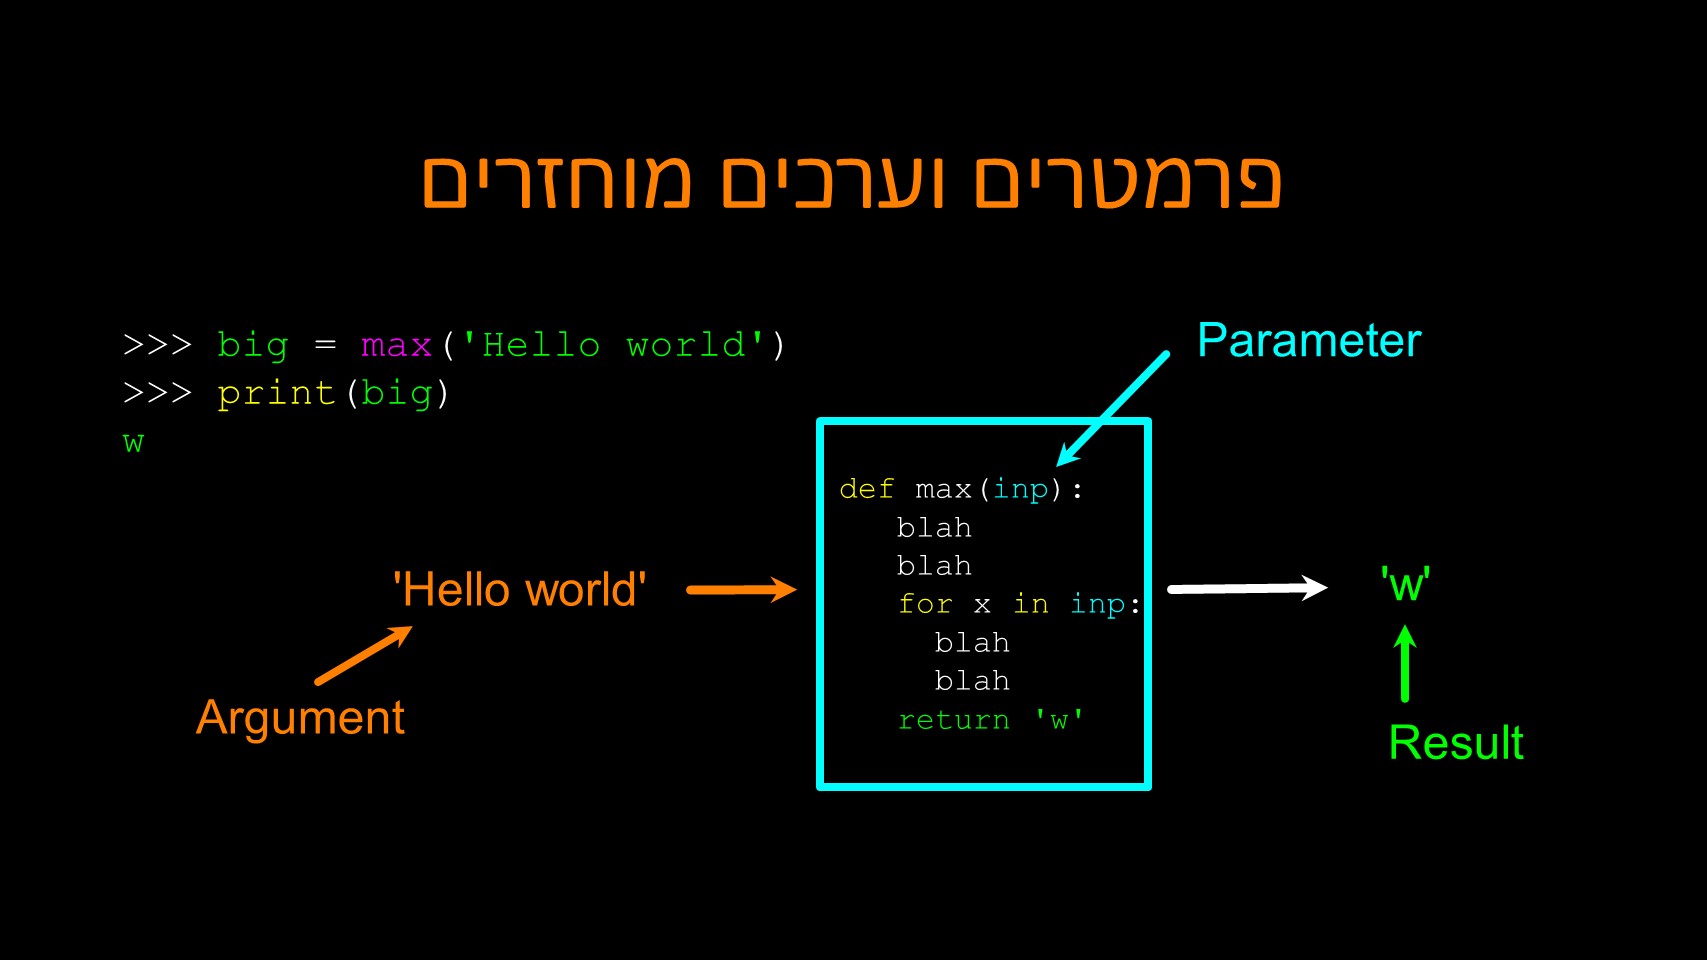 פרמטרים וערכים מוחזרים
>>> big = max('Hello world')
>>> print(big)
w
Parameter
def max(inp):
blah
blah
for x in inp:
blah
blah
return 'w'
'Hello world'
Argument
'w'
Result